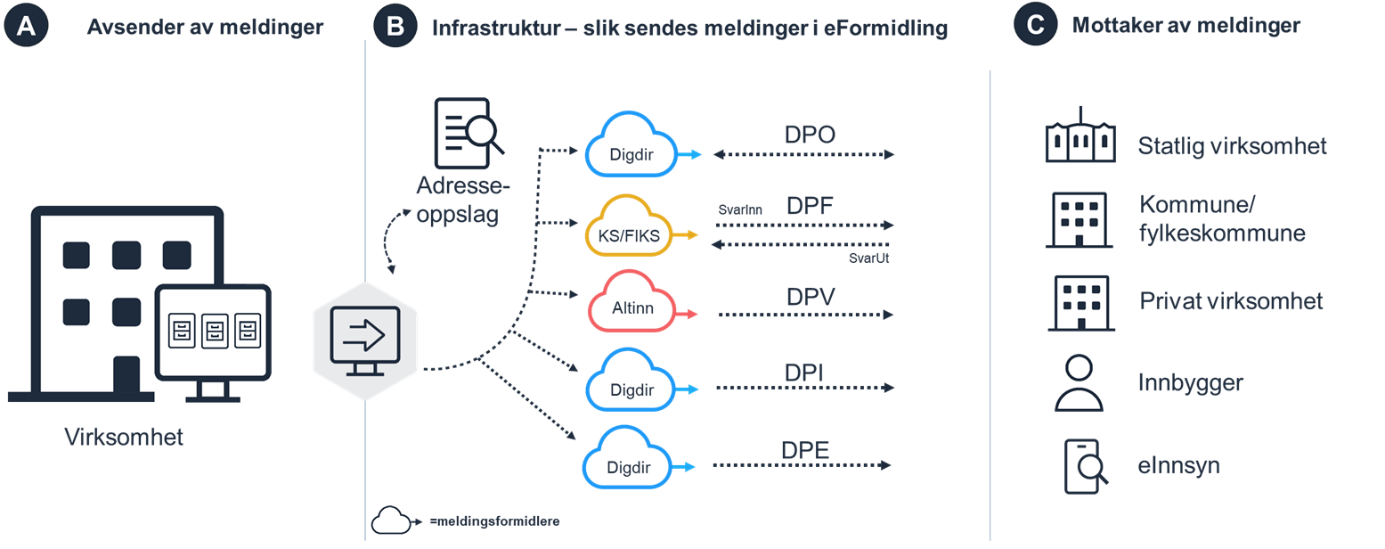 A Avsender av meldinger
Virksomhet
B Infrastruktur – slik sendes meldinger i eFormidling
Adresse-
oppslag
Digdir
DPO
KS/FIKS
SvarInn
DPF
SvarUt
Altinn
DPV
Digdir
DPI
Digdir
DPE
=meldingsformidlere
C Mottaker av meldinger
Statlig virksomhet
Kommune/
fylkeskommune
Privat virksomhet
Innbygger
eInnsyn